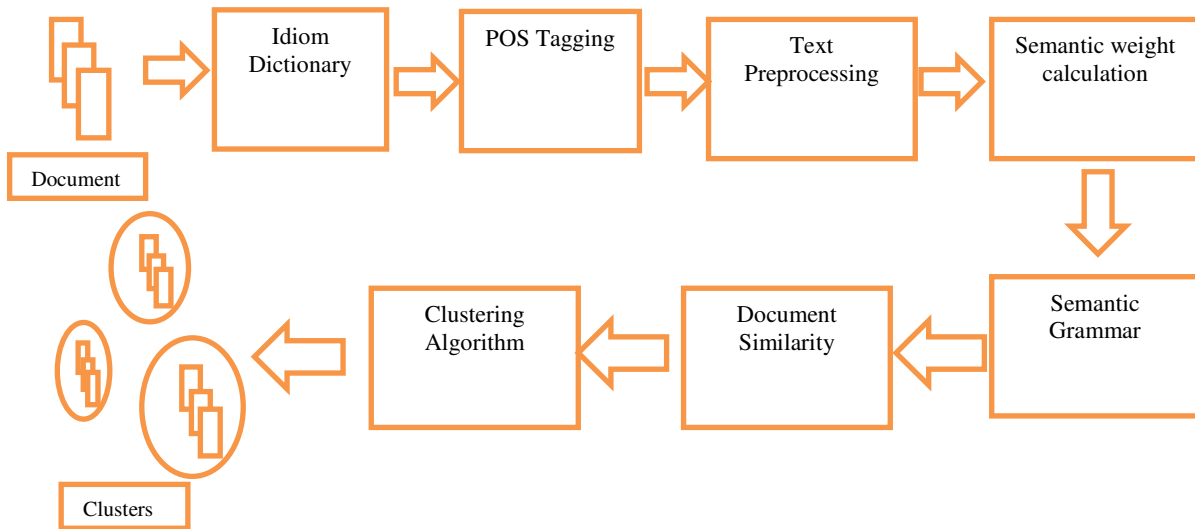 Document
Idiom
Dictionary
POS Tagging
Text
Preprocessing
Semantic weight
calculation
Semantic
Grammar
Document
Similarity
Clustering
Algorithm
Clusters